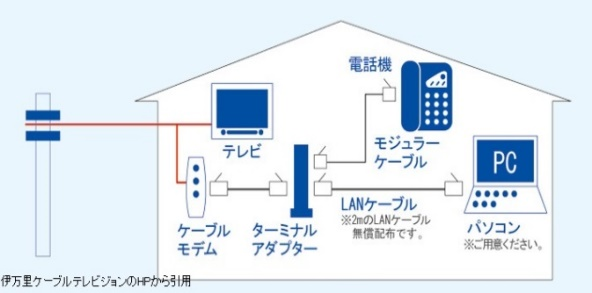 電話機
テレビ
モジュラー
ケーブル
PC
LANケーブル
※2mのLANケーブル
無償配布です。
ケーブル
モデム
ターミナル
アダプター
パソコン
※ご用意ください。
伊万里ケーブルテレビジョンのHPから引用